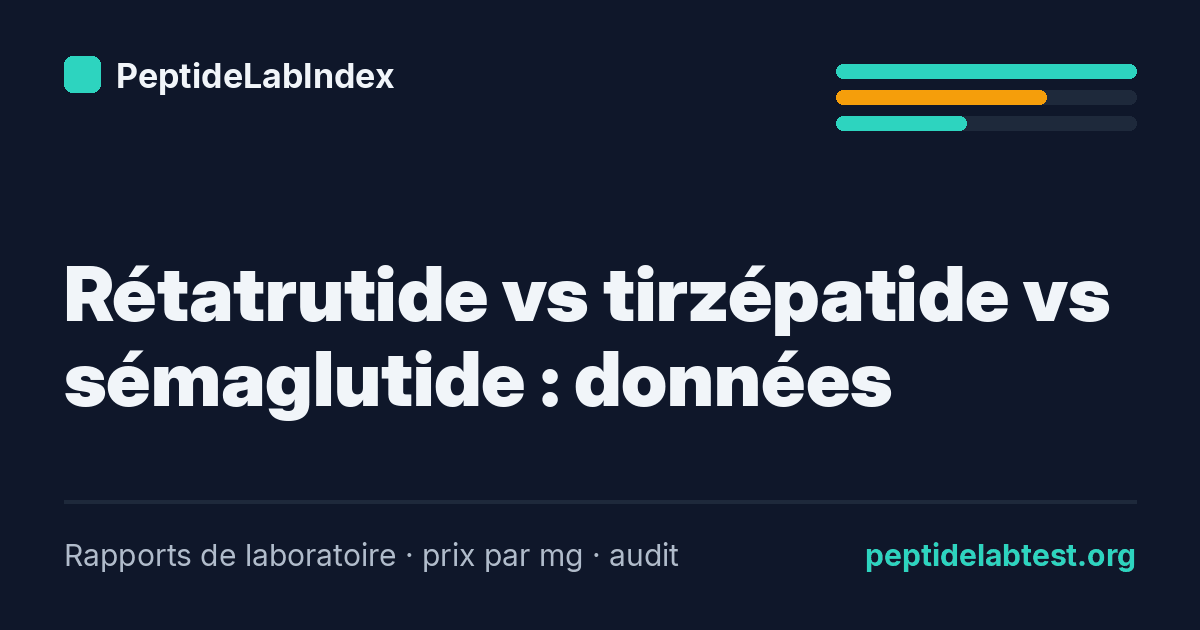 PeptideLabIndex
Rétatrutide vs tirzépatide vs
sémaglutide : données
Rapports de laboratoire · prix par mg · audit
peptidelabtest.org